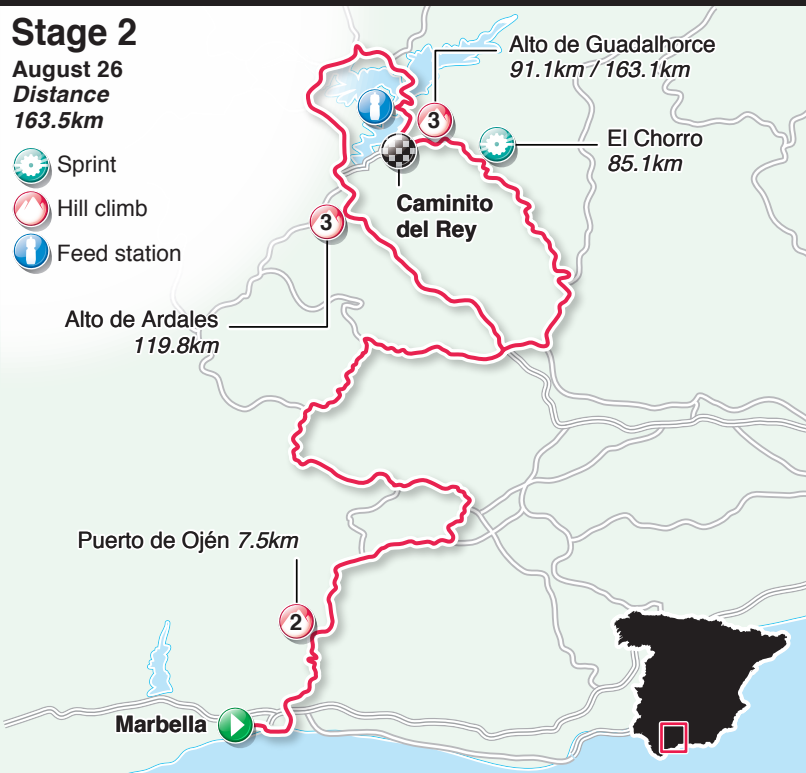 Stage 2
August 26
Distance
163.5km
Sprint
Hill climb
Feed station
Alto de Guadalhorce
91.1km / 163.1km
3
El Chorro
85.1km
Caminito
del Rey
3
Alto de Ardales
119.8km
Puerto de Ojén 7.5km
2
Marbella